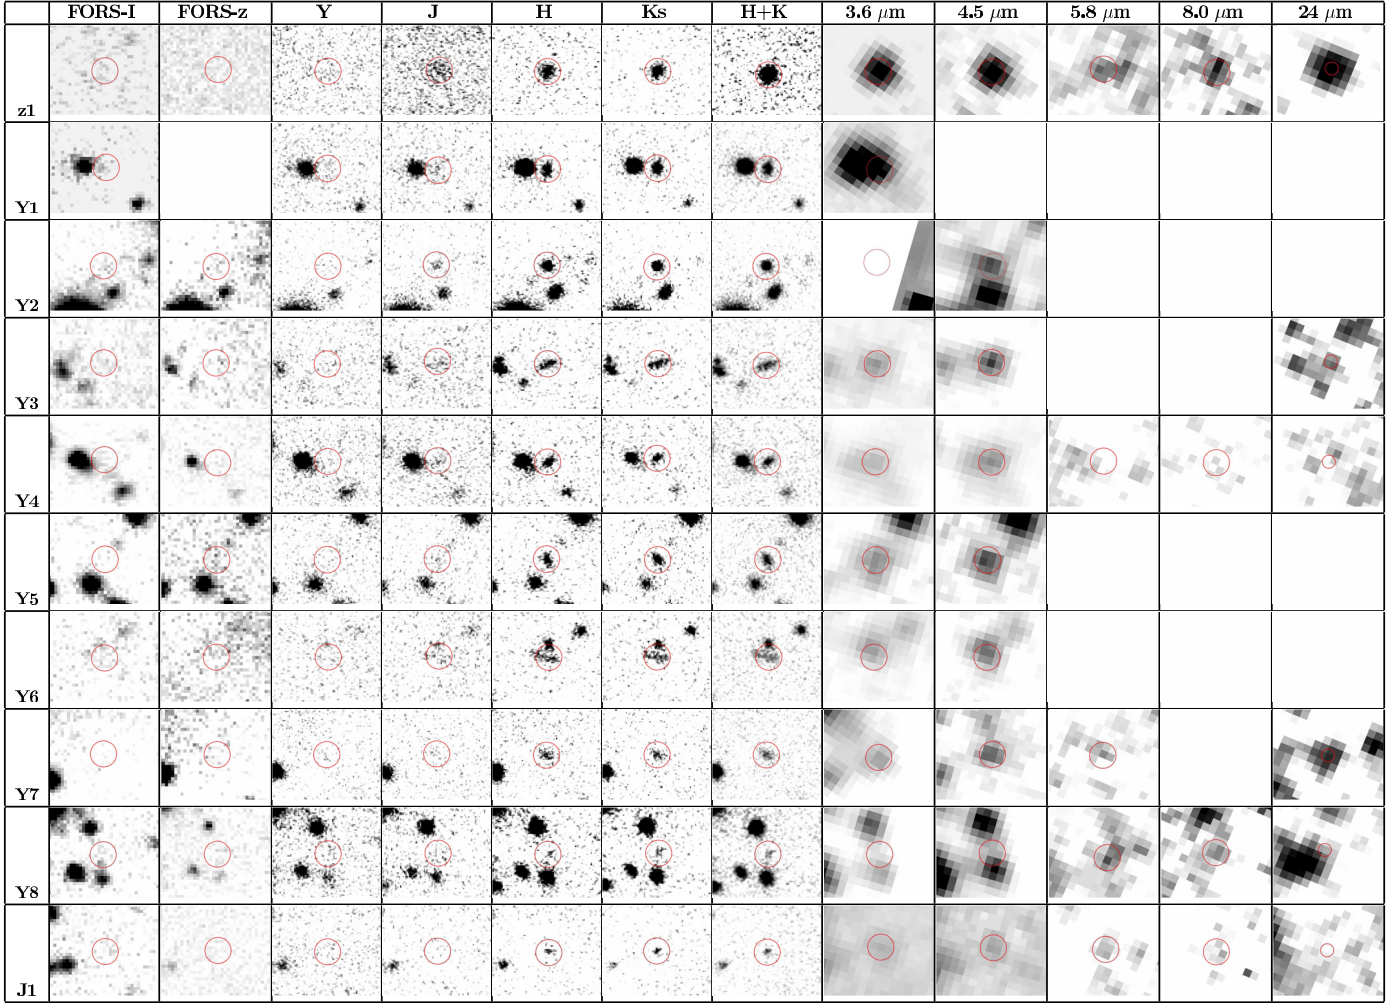 FORS-I FORS-z Y J H Ks H+K 3.6 μm 4.5 μm 5.8 μm 8.0 μm 24 μm
z1
Y1
Y2
Y3
Y4
Y5
Y6
Y7
Y8
J1